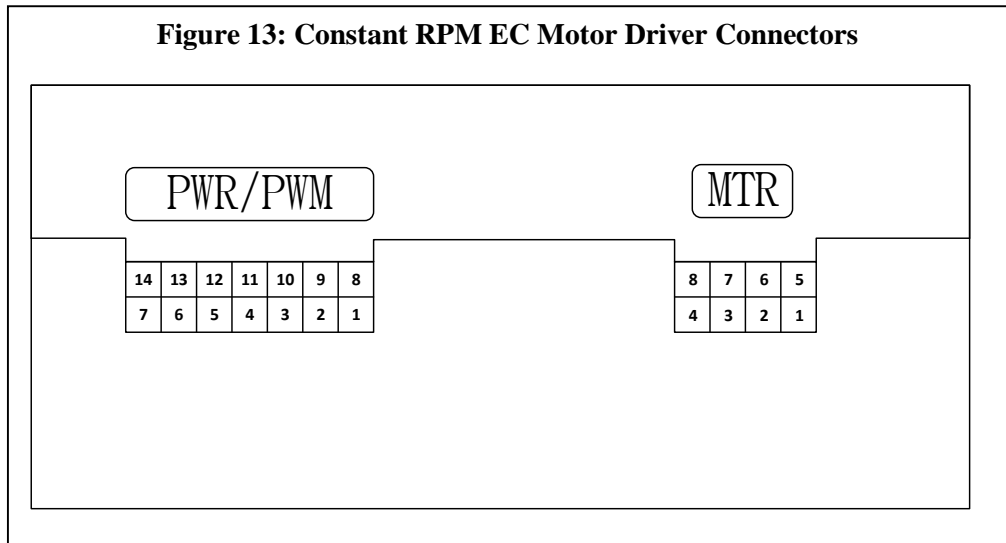 Figure 13: Constant RPM EC Motor Driver Connectors
PWR/PWM
MTR
14 13 12 11 10 9 8
7 6 5 4 3 2 1
8 7 6 5
4 3 2 1